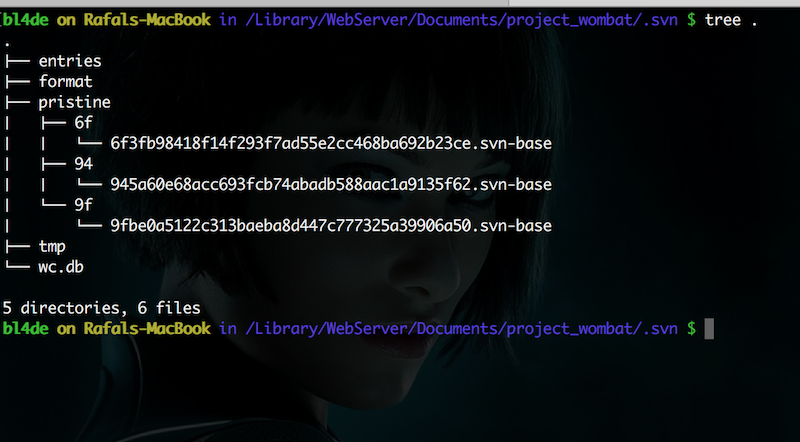 [bl4de on Rafals-MacBook in /Library/WebServer/Documents/project_wombat/.svn $ tree .
.
├── entries
├── format
├── pristine
│   ├── 6f
│   │   └── 6f3fb98418f14f293f7ad55e2cc468ba692b23ce.svn-base
│   ├── 94
│   │   └── 945a60e68acc693fcb74abadb588aac1a9135f62.svn-base
│   └── 9f
│       └── 9fbe0a5122c313baeba8d447c777325a39906a50.svn-base
├── tmp
└── wc.db
5 directories, 6 files
bl4de on Rafals-MacBook in /Library/WebServer/Documents/project_wombat/.svn $